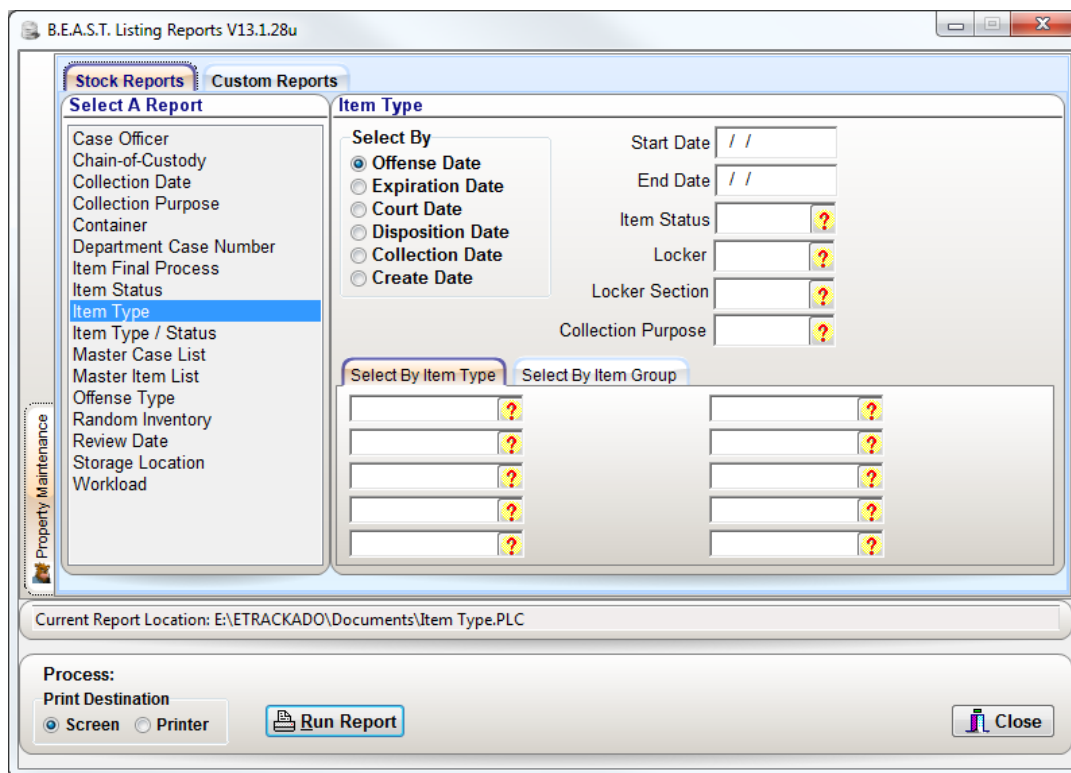 B.E.A.S.T. Listing Reports V13.1.28u
Stock Reports
Custom Reports
Select A Report
Case Officer
Chain-of-Custody
Collection Date
Collection Purpose
Container
Department Case Number
Item Final Process
Item Status
Item Type
Item Type / Status
Master Case List
Master Item List
Offense Type
Random Inventory
Review Date
Storage Location
Workload
Property Maintenance
Item Type
Select By
Offense Date
Expiration Date
Court Date
Disposition Date
Collection Date
Create Date
Start Date / /
End Date / /
Item Status ?
Locker ?
Locker Section ?
Collection Purpose ?
Select By Item Type
Select By Item Group
? ?
? ?
? ?
? ?
? ?
Current Report Location: E:\ETRACKADO\Documents\Item Type.PLC
Process:
Print Destination
Screen
Printer
Run Report
Close